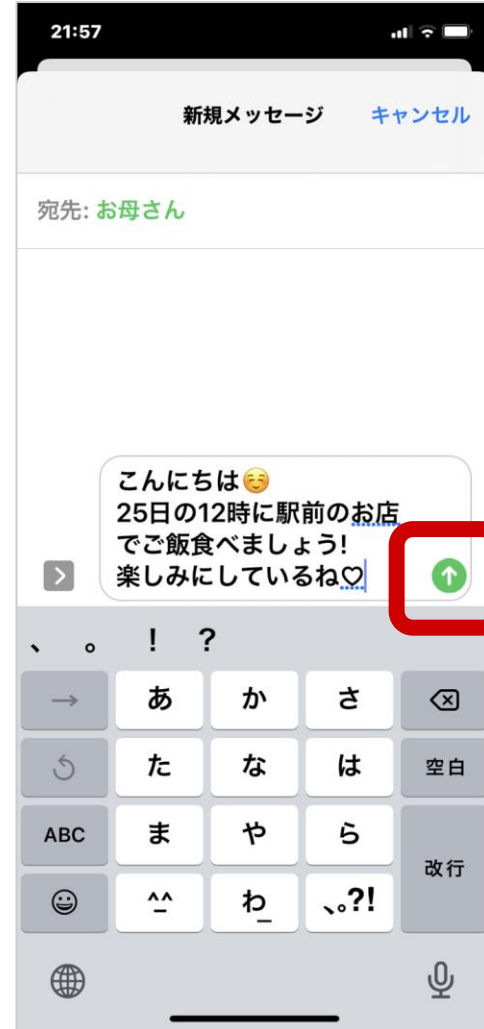 21:57
新規メッセージ キャンセル
宛先: お母さん
こんにちは☺️
25日の12時に駅前のお店
でご飯食べましょう!
楽しみにしているね♡
、 。 ! ?
→ あ か さ
た な は 空白
ABC ま や ら
改行
^^ わ_ 、。?!